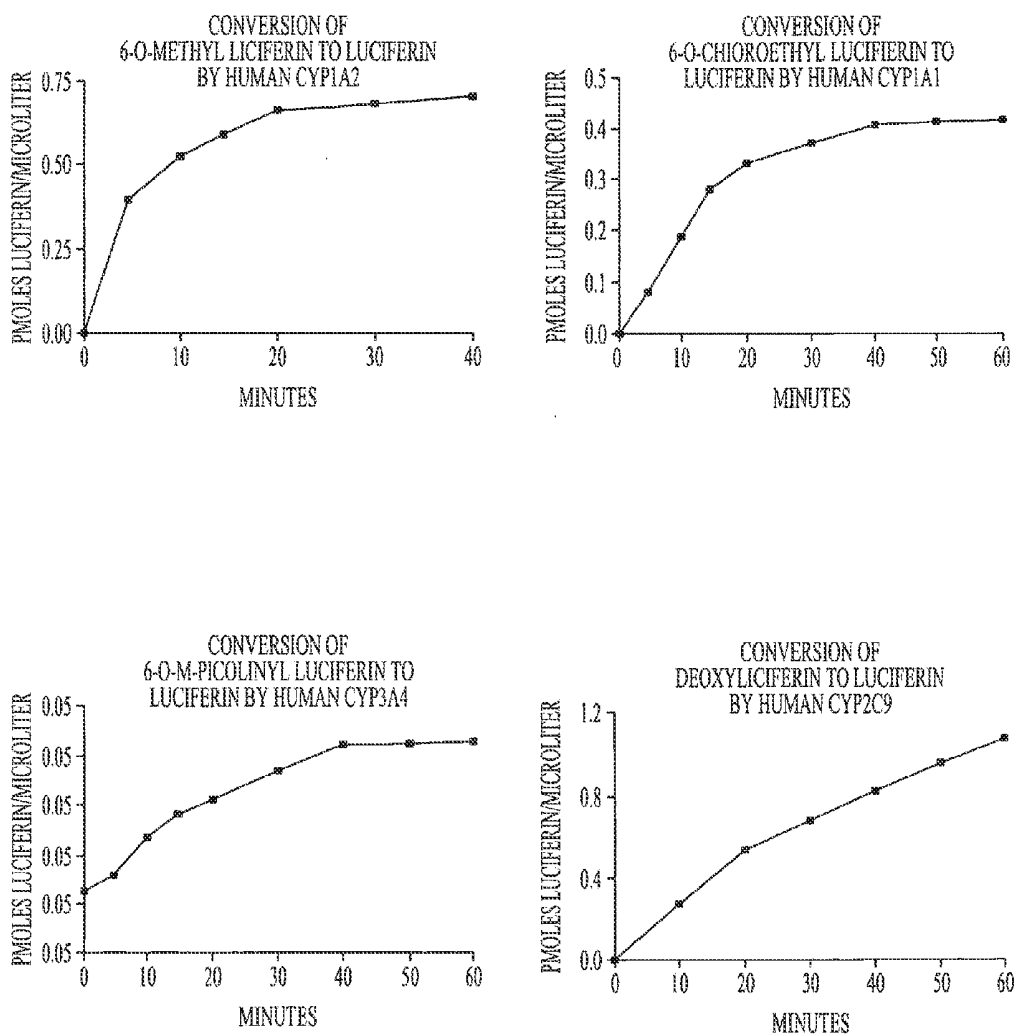 CONVERSION OF
6-O-METHYL LICIFERIN TO LUCIFERIN
BY HUMAN CYP1A2
PMOLES LUCIFERIN/MICROLITER
0.75
0.50
0.25
0.00
0 10 20 30 40
MINUTES
CONVERSION OF
6-O-CHIOROETHYL LUCIFIERIN TO
LUCIFERIN BY HUMAN CYP1A1
PMOLES LUCIFERIN/MICROLITER
0.5
0.4
0.3
0.2
0.1
0.0
0 10 20 30 40 50 60
MINUTES
CONVERSION OF
6-O-M-PICOLINYL LUCIFERIN TO
LUCIFERIN BY HUMAN CYP3A4
PMOLES LUCIFERIN/MICROLITER
0.05
0.05
0.05
0.05
0.05
0.05
0 10 20 30 40 50 60
MINUTES
CONVERSION OF
DEOXYLICIFERIN TO LUCIFERIN
BY HUMAN CYP2C9
PMOLES LUCIFERIN/MICROLITER
1.2
0.8
0.4
0.0
0 10 20 30 40 50 60
MINUTES